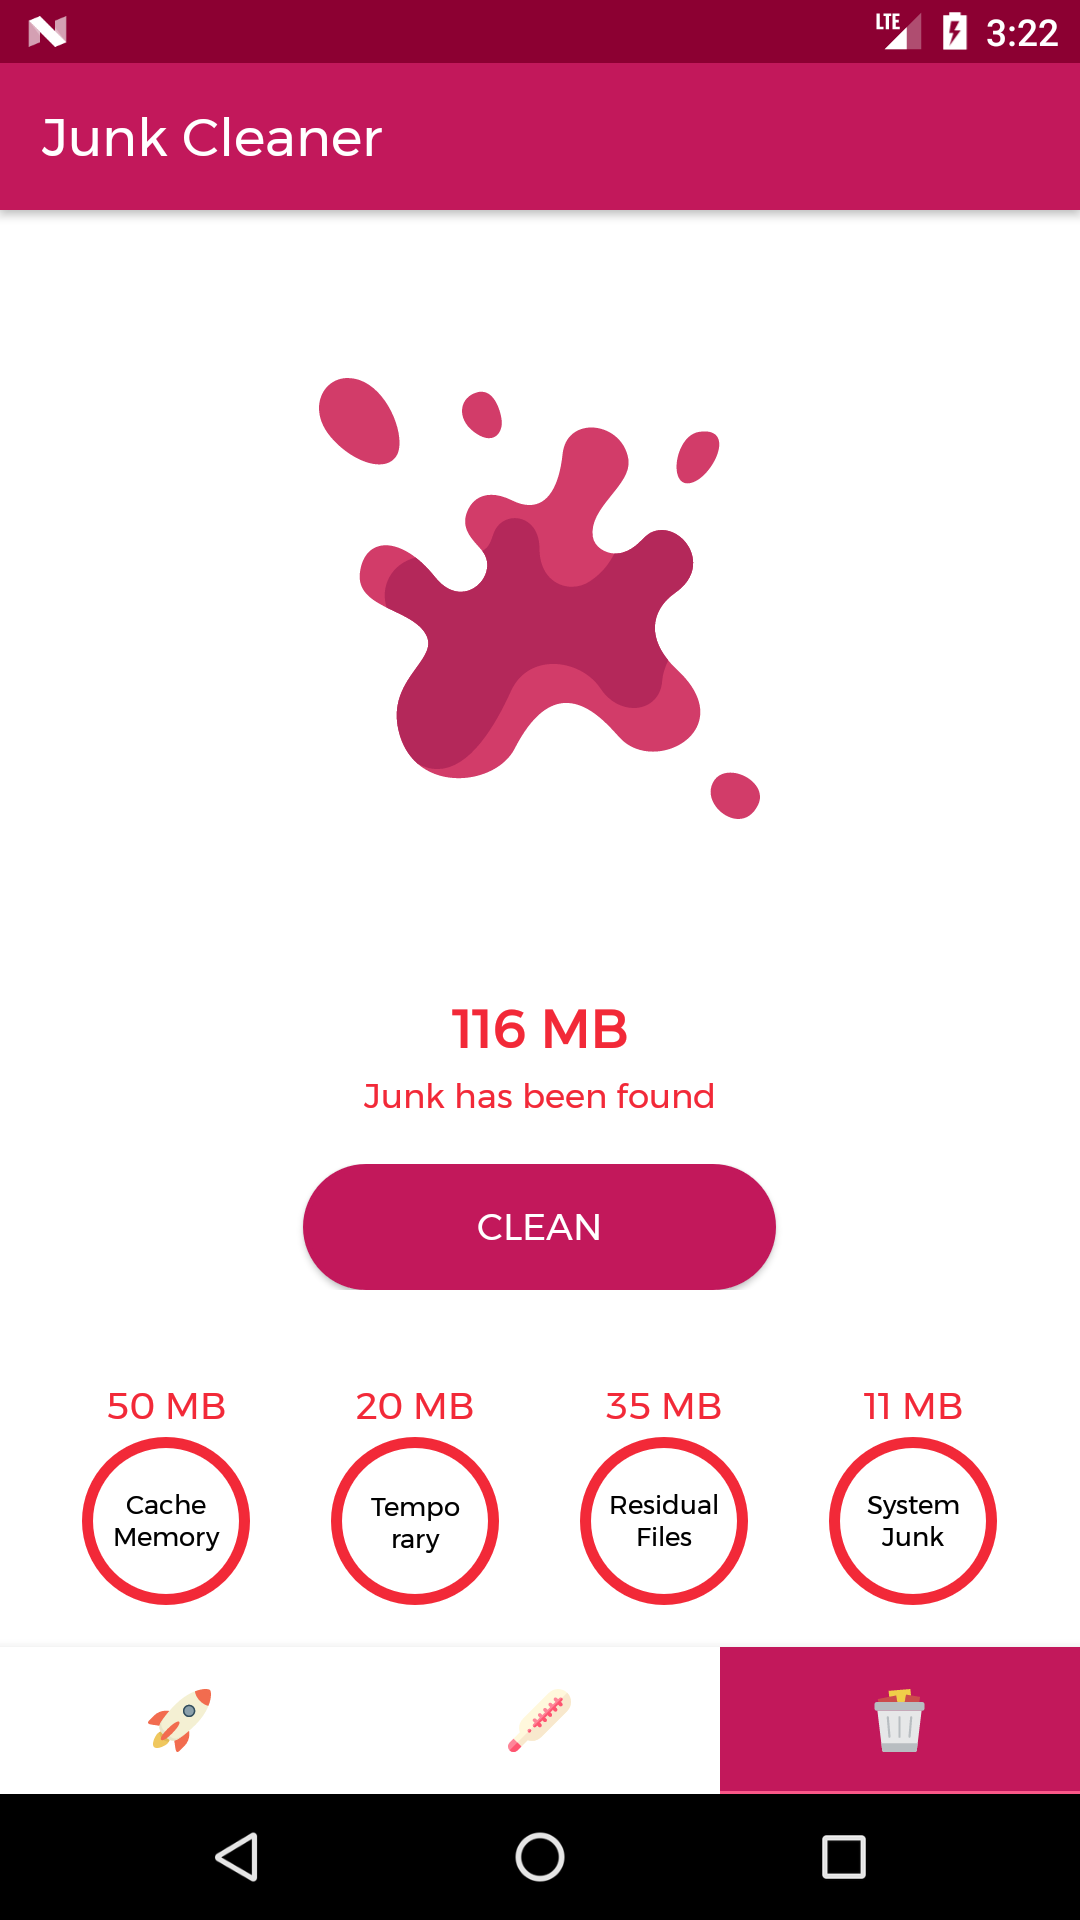 LTE 3:22
Junk Cleaner
116 MB
Junk has been found
CLEAN
50 MB 20 MB 35 MB 11 MB
Cache Tempo Residual System
Memory rary Files Junk